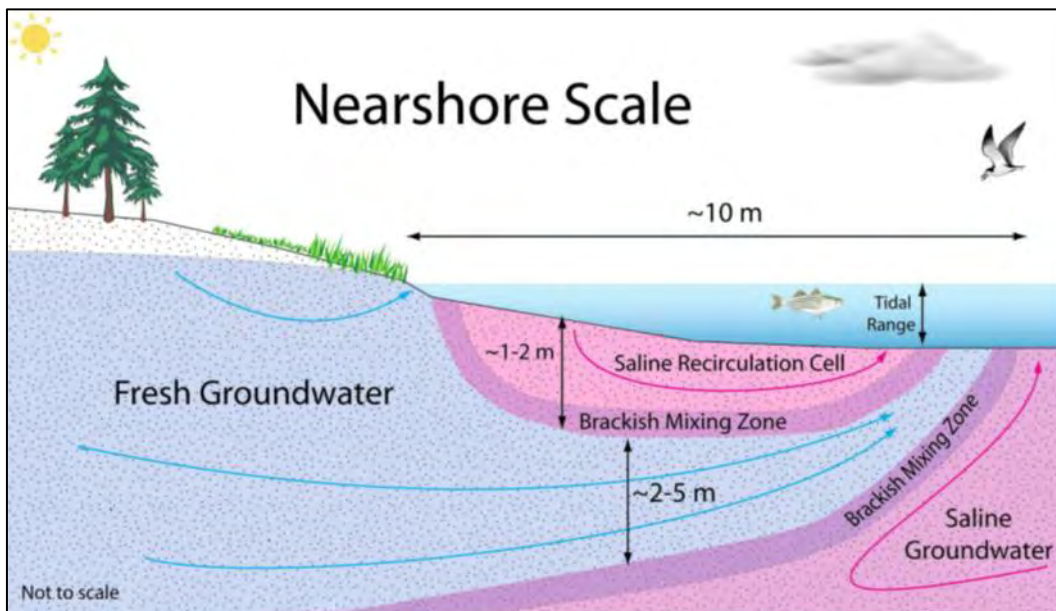 Nearshore Scale
~10 m
Tidal
Range
~1-2 m
Saline Recirculation Cell
Fresh Groundwater
Brackish Mixing Zone
~2-5 m
Brackish Mixing Zone
Saline
Groundwater
Not to scale